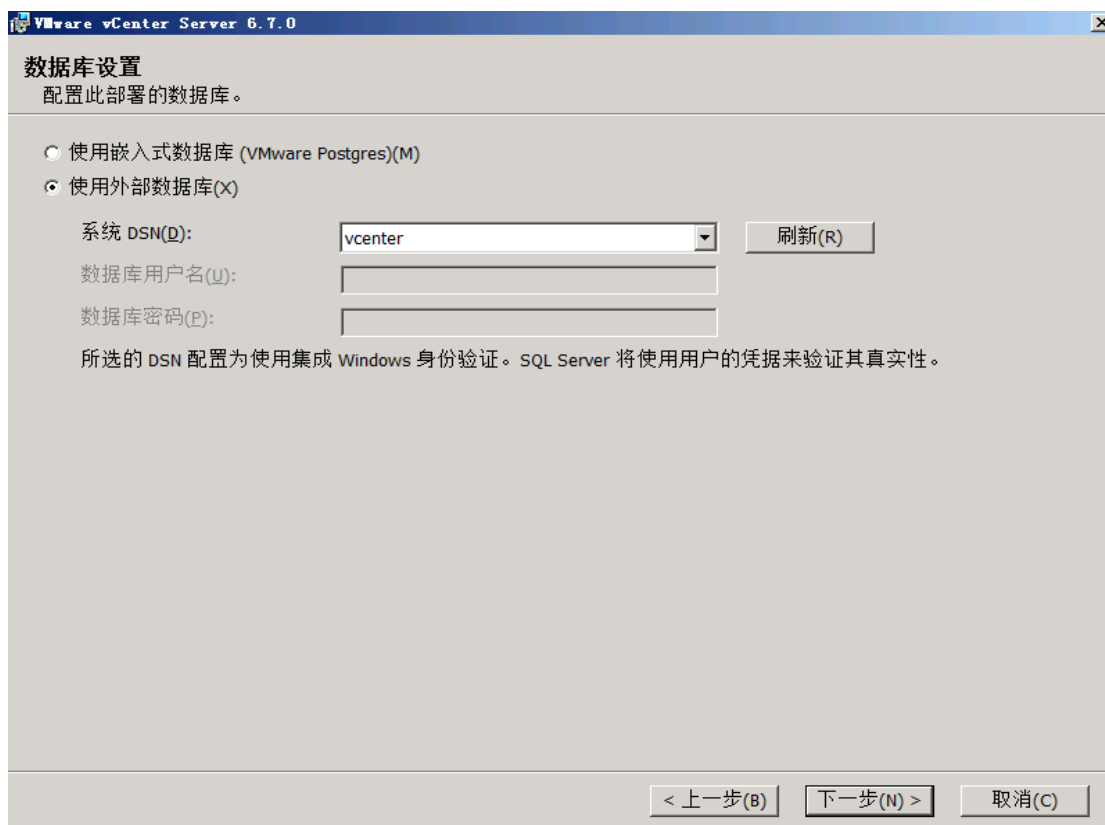 VMware vCenter Server 6.7.0
数据库设置
配置此部署的数据库。
使用嵌入式数据库 (VMware Postgres)(M)
使用外部数据库(X)
系统 DSN(D): vcenter 刷新(R)
数据库用户名(U):
数据库密码(P):
所选的 DSN 配置为使用集成 Windows 身份验证。SQL Server 将使用用户的凭据来验证其真实性。
< 上一步(B) 下一步(N) > 取消(C)